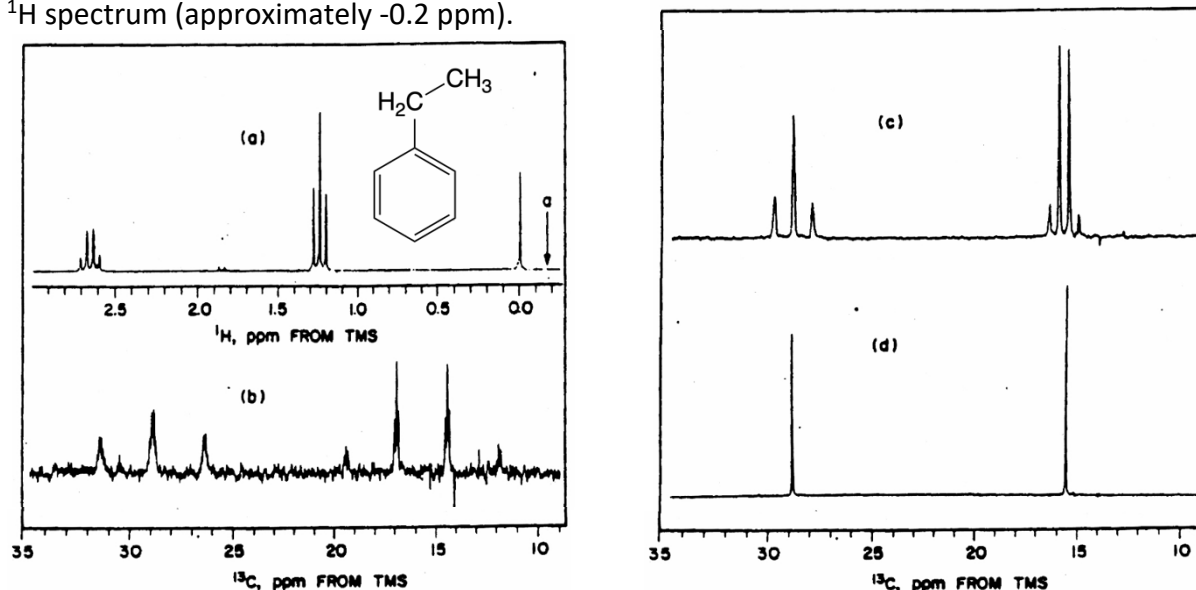 ¹H spectrum (approximately -0.2 ppm).
CH₃
H₂C
(a)
a
2.5 2.0 1.5 1.0 0.5 0.0
¹H, ppm FROM TMS
(b)
35 30 25 20 15 10
¹³C, ppm FROM TMS
(c)
(d)
35 30 25 20 15 10
¹³C, ppm FROM TMS